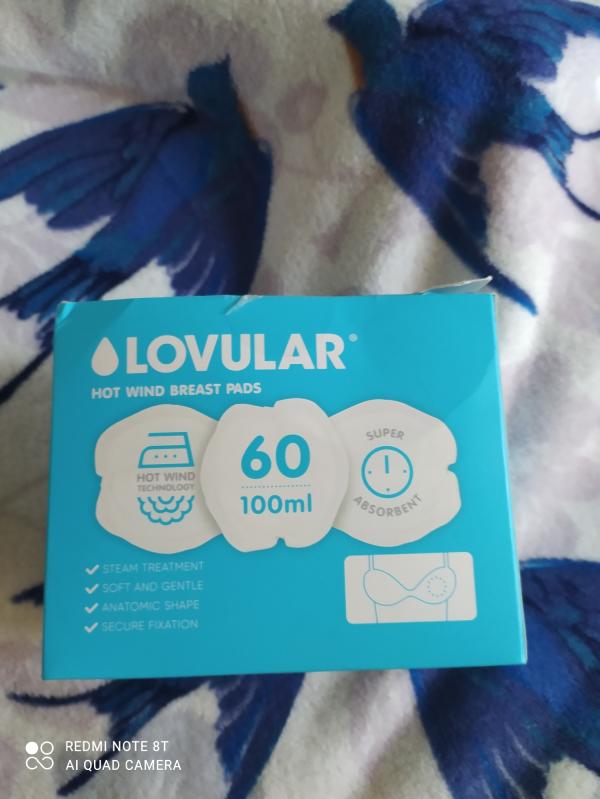 LOVULAR®
HOT WIND BREAST PADS
HOT WIND
TECHNOLOGY
60
100ml
SUPER
ABSORBENT
STEAM TREATMENT
SOFT AND GENTLE
ANATOMIC SHAPE
SECURE FIXATION
REDMI NOTE 8T
AI QUAD CAMERA